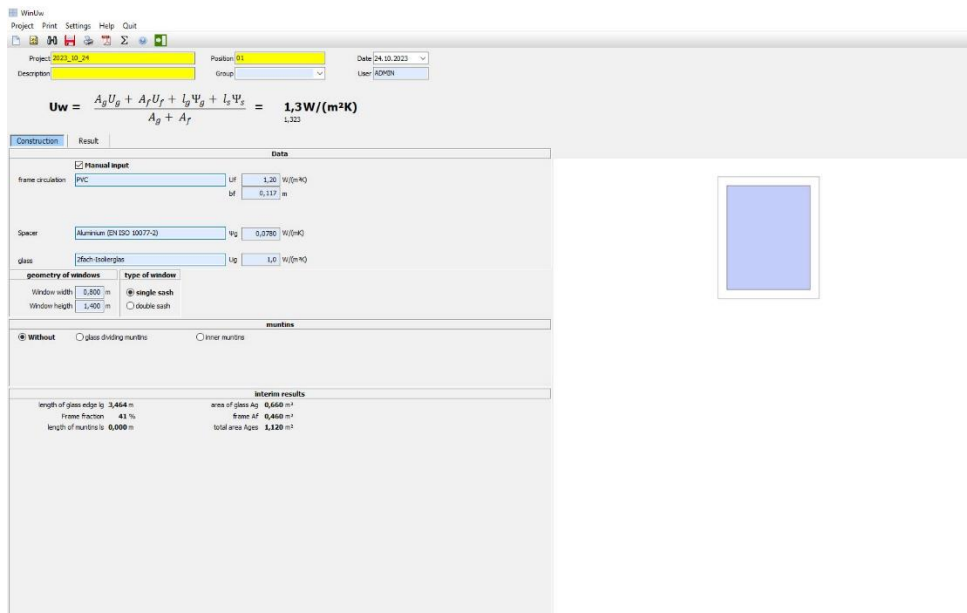 WinUw
Project Print Settings Help Quit
Project 2023_10_24 Position 01 Date 24.10.2023
Description Group User ADMIN
Uw = AgUg + AfUf + lgΨg + lsΨs / Ag + Af = 1,3W/(m²K)
1,323
Construction Result
Data
Manual input
frame circulation PVC Uf 1,20 W/(m²K)
bf 0,117 m
Spacer Aluminium (EN ISO 10077-2) Ψg 0,0780 W/(mK)
glass 2fach-Isolierglas Ug 1,0 W/(m²K)
geometry of windows type of window
Window width 0,800 m single sash
Window heigth 1,400 m double sash
muntins
Without glass dividing muntins inner muntins
interim results
length of glass edge lg 3,464 m area of glass Ag 0,660 m²
Frame fraction 41 % frame Af 0,460 m²
length of muntins ls 0,000 m total area Ages 1,120 m²